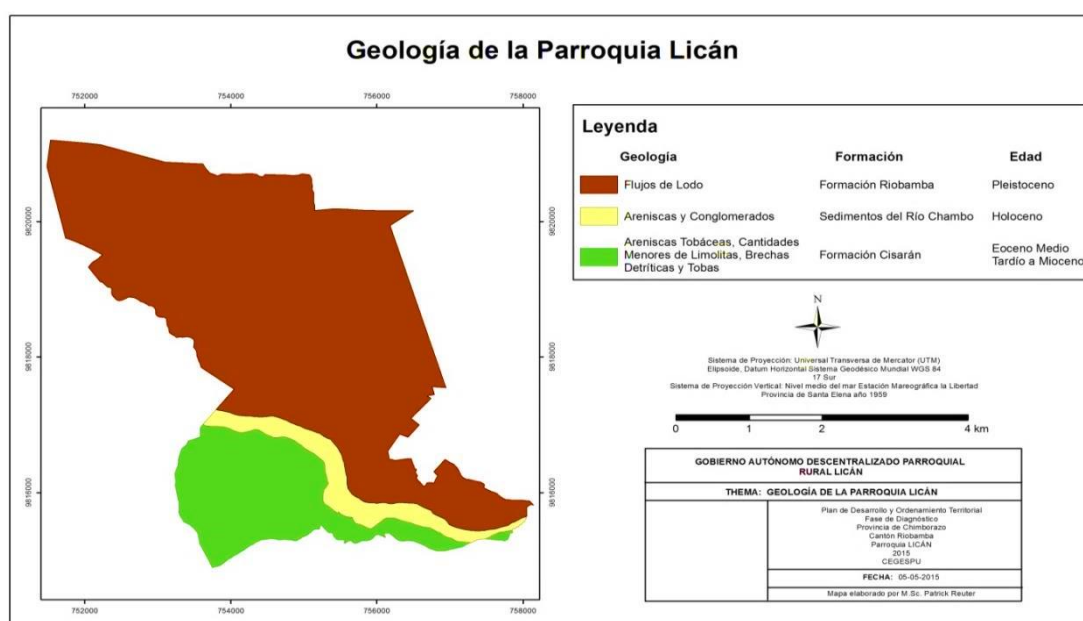 Geología de la Parroquia Licán
752000 754000 756000 758000
9820000
9818000
9816000
9820000
9818000
9816000
752000 754000 756000 758000
Leyenda
Geología Formación Edad
Flujos de Lodo Formación Riobamba Pleistoceno
Areniscas y Conglomerados Sedimentos del Río Chambo Holoceno
Areniscas Tobáceas, Cantidades
Menores de Limolitas, Brechas
Detríticas y Tobas
Formación Cisarán
Eoceno Medio
Tardío a Mioceno
N
Sistema de Proyección: Universal Transversa de Mercator (UTM)
Elipsoide, Datum Horizontal Sistema Geodésico Mundial WGS 84
17 Sur
Sistema de Proyección Vertical: Nivel medio del mar Estación Mareográfica la Libertad
Provincia de Santa Elena año 1959
0 1 2 4 km
GOBIERNO AUTÓNOMO DESCENTRALIZADO PARROQUIAL
RURAL LICÁN
THEMA: GEOLOGÍA DE LA PARROQUIA LICÁN
Plan de Desarrollo y Ordenamiento Territorial
Fase de Diagnóstico
Provincia de Chimborazo
Cantón Riobamba
Parroquia LICÁN
2015
CEGESPU
FECHA: 05-05-2015
Mapa elaborado por M.Sc. Patrick Reuter